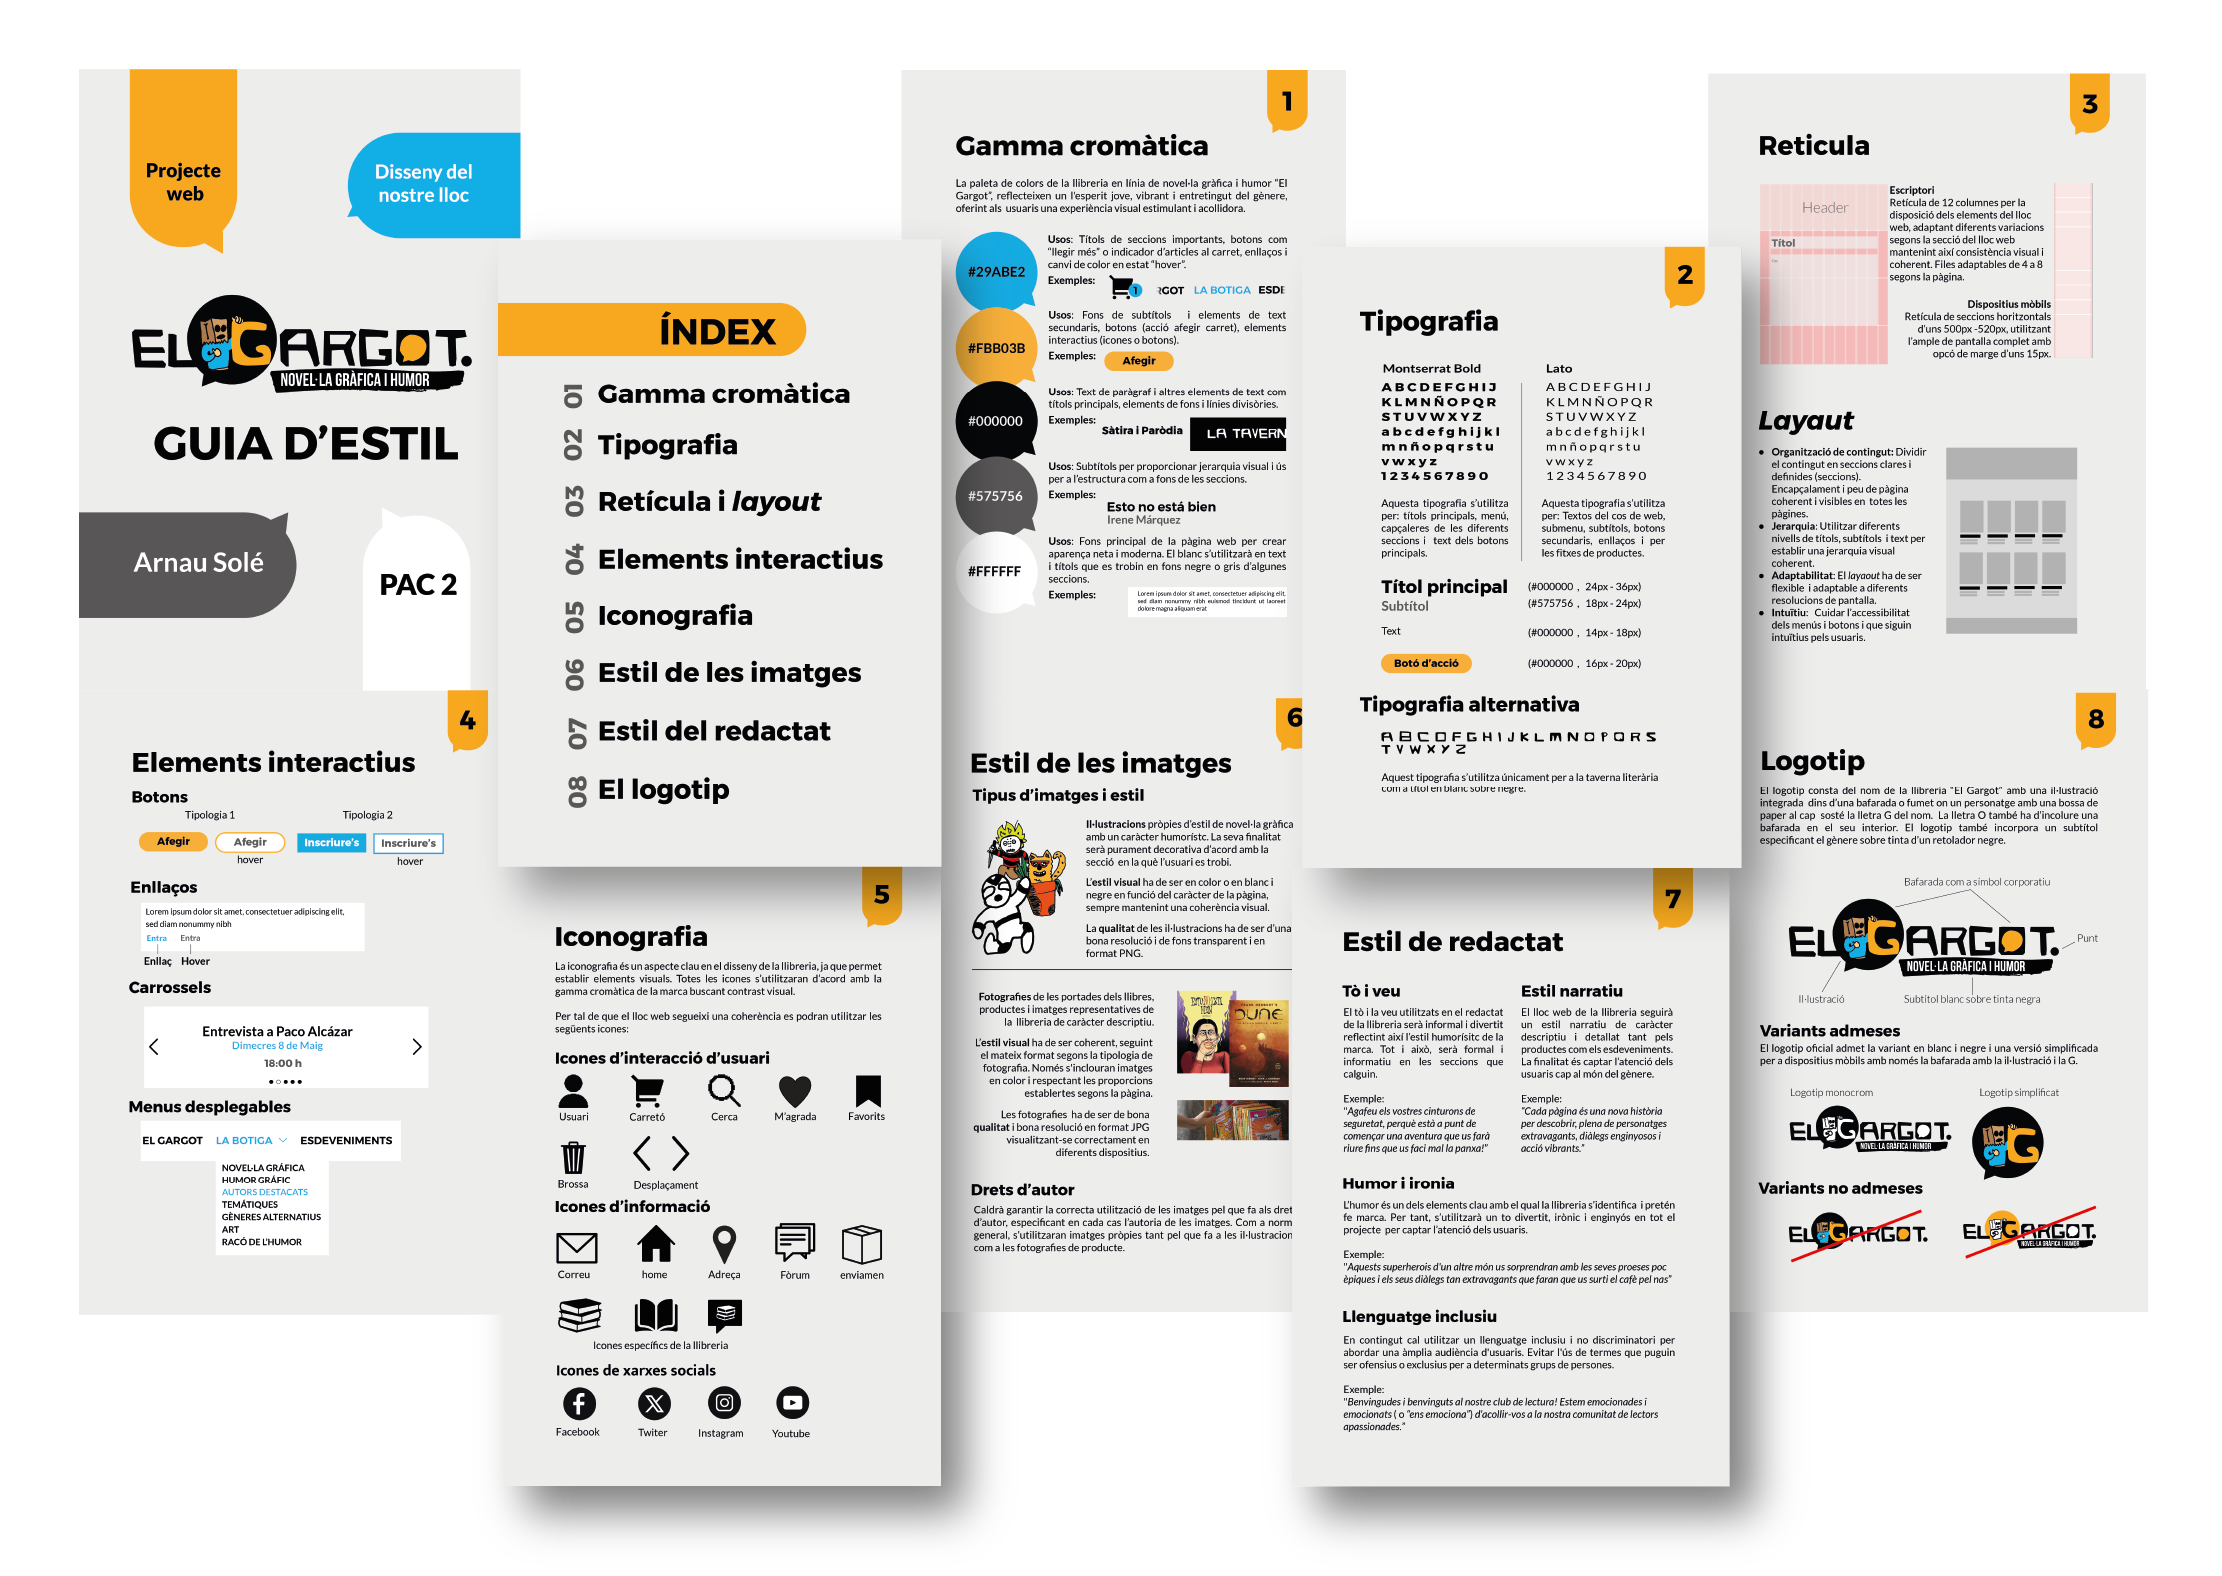 Projecte
web
Disseny del
nostre lloc
EL GARGOT.
NOVEL·LA GRÀFICA I HUMOR
GUIA D'ESTIL
Arnau Solé
PAC 2
ÍNDEX
01 Gamma cromàtica
02 Tipografia
03 Retícula i layout
04 Elements interactius
05 Iconografia
06 Estil de les imatges
07 Estil del redactat
08 El logotip
1
Gamma cromàtica
La paleta de colors de la llibreria en línia de novel·la gràfica i humor "El
Gargot", reflecteixen un l'esperit jove, vibrant i entretingut del gènere,
oferint als usuaris una experiència visual estimulant i acollidora.
#29ABE2
Usos: Títols de seccions importants, botons com
"llegir més" o indicador d'articles al carret, enllaços i
canvi de color en estat "hover".
Exemples:
1
RGOT LA BOTIGA ESDE
#FBB03B
Usos: Fons de subtítols i elements de text
secundaris, botons (acció afegir carret), elements
interactius (icones o botons).
Exemples:
Afegir
#000000
Usos: Text de paràgraf i altres elements de text com
títols principals, elements de fons i línies divisòries.
Exemples:
Sàtira i Paròdia
LA TAVERN
#575756
Usos: Subtítols per proporcionar jerarquia visual i ús
per a l'estructura com a fons de les seccions.
Exemples:
Esto no está bien
Irene Márquez
#FFFFFF
Usos: Fons principal de la pàgina web per crear
aparença neta i moderna. El blanc s'utilitzarà en text
i títols que es trobin en fons negre o gris d'algunes
seccions.
Exemples:
Lorem ipsum dolor sit amet, consectetuer adipiscing elit,
sed diam nonummy nibh euismod tincidunt ut laoreet
dolore magna aliquam erat
2
Tipografia
Montserrat Bold
ABCDEFGHIJ
KLMNÑOPQR
STUVWXYZ
abcdefghijkl
mnñopqrstu
vwxyz
1234567890
Aquesta tipografia s'utilitza
per: títols principals, menú,
capçaleres de les diferents
seccions i text dels botons
principals.
Lato
ABCDEFGHIJ
KLMNÑOPQR
STUVWXYZ
abcdefghijkl
mnñopqrstu
vwxyz
1234567890
Aquesta tipografia s'utilitza
per: Textos del cos de web,
submenu, subtítols, botons
secundaris, enllaços i per
les fitxes de productes.
Títol principal (#000000 , 24px - 36px)
Subtítol (#575756 , 18px - 24px)
Text (#000000 , 14px - 18px)
Botó d'acció (#000000 , 16px - 20px)
Tipografia alternativa
ABCDFGHIJKLMNOPQRS
TVWXYZ
Aquest tipografia s'utilitza únicament per a la taverna literària
com a títol en blanc sobre negre.
3
Reticula
Header
Títol
Escriptori
Retícula de 12 columnes per la
disposició dels elements del lloc
web, adaptant diferents variacions
segons la secció del lloc web
mantenint així consistència visual i
coherent. Files adaptables de 4 a 8
segons la pàgina.
Dispositius mòbils
Retícula de seccions horitzontals
d'uns 500px -520px, utilitzant
l'ample de pantalla complet amb
opcó de marge d'uns 15px.
Layaut
• Organització de contingut: Dividir
el contingut en seccions clares i
definides (seccions).
Encapçalament i peu de pàgina
coherent i visibles en totes les
pàgines.
• Jerarquia: Utilitzar diferents
nivells de títols, subtítols i text per
establir una jerarquia visual
coherent.
• Adaptabilitat: El layaout ha de ser
flexible i adaptable a diferents
resolucions de pantalla.
• Intuïtiu: Cuidar l'accessibilitat
dels menús i botons i que siguin
intuïtius pels usuaris.
4
Elements interactius
Botons
Tipologia 1
Tipologia 2
Afegir
Afegir
hover
Inscriure's
Inscriure's
hover
Enllaços
Lorem ipsum dolor sit amet, consectetuer adipiscing elit,
sed diam nonummy nibh
Entra Entra
Enllaç Hover
Carrossels
Entrevista a Paco Alcázar
Dimecres 8 de Maig
18:00 h
Menus desplegables
EL GARGOT LA BOTIGA ESDEVENIMENTS
NOVEL·LA GRÁFICA
HUMOR GRÁFIC
AUTORS DESTACATS
TEMÁTIQUES
GÈNERES ALTERNATIUS
ART
RACÓ DE L'HUMOR
5
Iconografia
La iconografia és un aspecte clau en el disseny de la llibreria, ja que permet
establir elements visuals. Totes les icones s'utilitzaran d'acord amb la
gamma cromàtica de la marca buscant contrast visual.
Per tal de que el lloc web segueixi una coherència es podran utilitzar les
següents icones:
Icones d'interacció d'usuari
Usuari
Carretó
Cerca
M'agrada
Favorits
Brossa
Desplaçament
Icones d'informació
Correu
home
Adreça
Fòrum
enviamen
Icones específics de la llibreria
Icones de xarxes socials
Facebook
Twiter
Instagram
Youtube
6
Estil de les imatges
Tipus d'imatges i estil
Il·lustracions pròpies d'estil de novel·la gràfica
amb un caràcter humorístc. La seva finalitat
serà purament decorativa d'acord amb la
secció en la què l'usuari es trobi.
L'estil visual ha de ser en color o en blanc i
negre en funció del caràcter de la pàgina,
sempre mantenint una coherència visual.
La qualitat de les il·lustracions ha de ser d'una
bona resolució i de fons transparent i en
format PNG.
Fotografies de les portades dels llibres,
productes i imatges representatives de
la llibreria de caràcter descriptiu.
L'estil visual ha de ser coherent, seguint
el mateix format segons la tipologia de
fotografia. Només s'inclouran imatges
en color i respectant les proporcions
establertes segons la pàgina.
Les fotografies ha de ser de bona
qualitat i bona resolució en format JPG
visualitzant-se correctament en
diferents dispositius.
DUNE
Drets d'autor
Caldrà garantir la correcta utilització de les imatges pel que fa als dret
d'autor, especificant en cada cas l'autoria de les imatges. Com a norm
general, s'utilitzaran imatges pròpies tant pel que fa a les il·lustracion
com a les fotografies de producte.
7
Estil de redactat
Tò i veu
El tò i la veu utilitzats en el redactat
de la llibreria serà informal i divertit
reflectint així l'estil humorísitc de la
marca. Tot i això, serà formal i
informatiu en les seccions que
calguin.
Exemple:
"Agafeu els vostres cinturons de
seguretat, perquè està a punt de
començar una aventura que us farà
riure fins que us faci mal la panxa!"
Estil narratiu
El lloc web de la llibreria seguirà
un estil narratiu de caràcter
descriptiu i detallat tant pels
productes com els esdeveniments.
La finalitat és captar l'atenció dels
usuaris cap al món del gènere.
Exemple:
"Cada pàgina és una nova història
per descobrir, plena de personatges
extravagants, diàlegs enginyosos i
acció vibrants."
Humor i ironia
L'humor és un dels elements clau amb el qual la llibreria s'identifica i pretén
fe marca. Per tant, s'utilitzarà un to divertit, irònic i enginyós en tot el
projecte per captar l'atenció dels usuaris.
Exemple:
"Aquests superherois d'un altre món us sorprendran amb les seves proeses poc
èpiques i els seus diàlegs tan extravagants que faran que us surti el cafè pel nas"
Llenguatge inclusiu
En contingut cal utilitzar un llenguatge inclusiu i no discriminatori per
abordar una àmplia audiència d'usuaris. Evitar l'ús de termes que puguin
ser ofensius o exclusius per a determinats grups de persones.
Exemple:
"Benvingudes i benvinguts al nostre club de lectura! Estem emocionades i
emocionats ( o "ens emociona") d'acollir-vos a la nostra comunitat de lectors
apassionades."
8
Logotip
El logotip consta del nom de la llibreria "El Gargot" amb una il·lustració
integrada dins d'una bafarada o fumet on un personatge amb una bossa de
paper al cap sosté la lletra G del nom. La lletra O també ha d'incolure una
bafarada en el seu interior. El logotip també incorpora un subtítol
especificant el gènere sobre tinta d'un retolador negre.
Bafarada com a símbol corporatiu
EL GARGOT.
NOVEL·LA GRÀFICA I HUMOR
Punt
Il·lustració
Subtítol blanc sobre tinta negra
Variants admeses
El logotip oficial admet la variant en blanc i negre i una versió simplificada
per a dispositius mòbils amb només la bafarada amb la il·lustració i la G.
Logotip monocrom
Logotip simplificat
EL GARGOT.
NOVEL·LA GRÀFICA I HUMOR
G
Variants no admeses
EL GARGOT.
EL GARGOT.
NOVEL·LA GRÀFICA I HUMOR